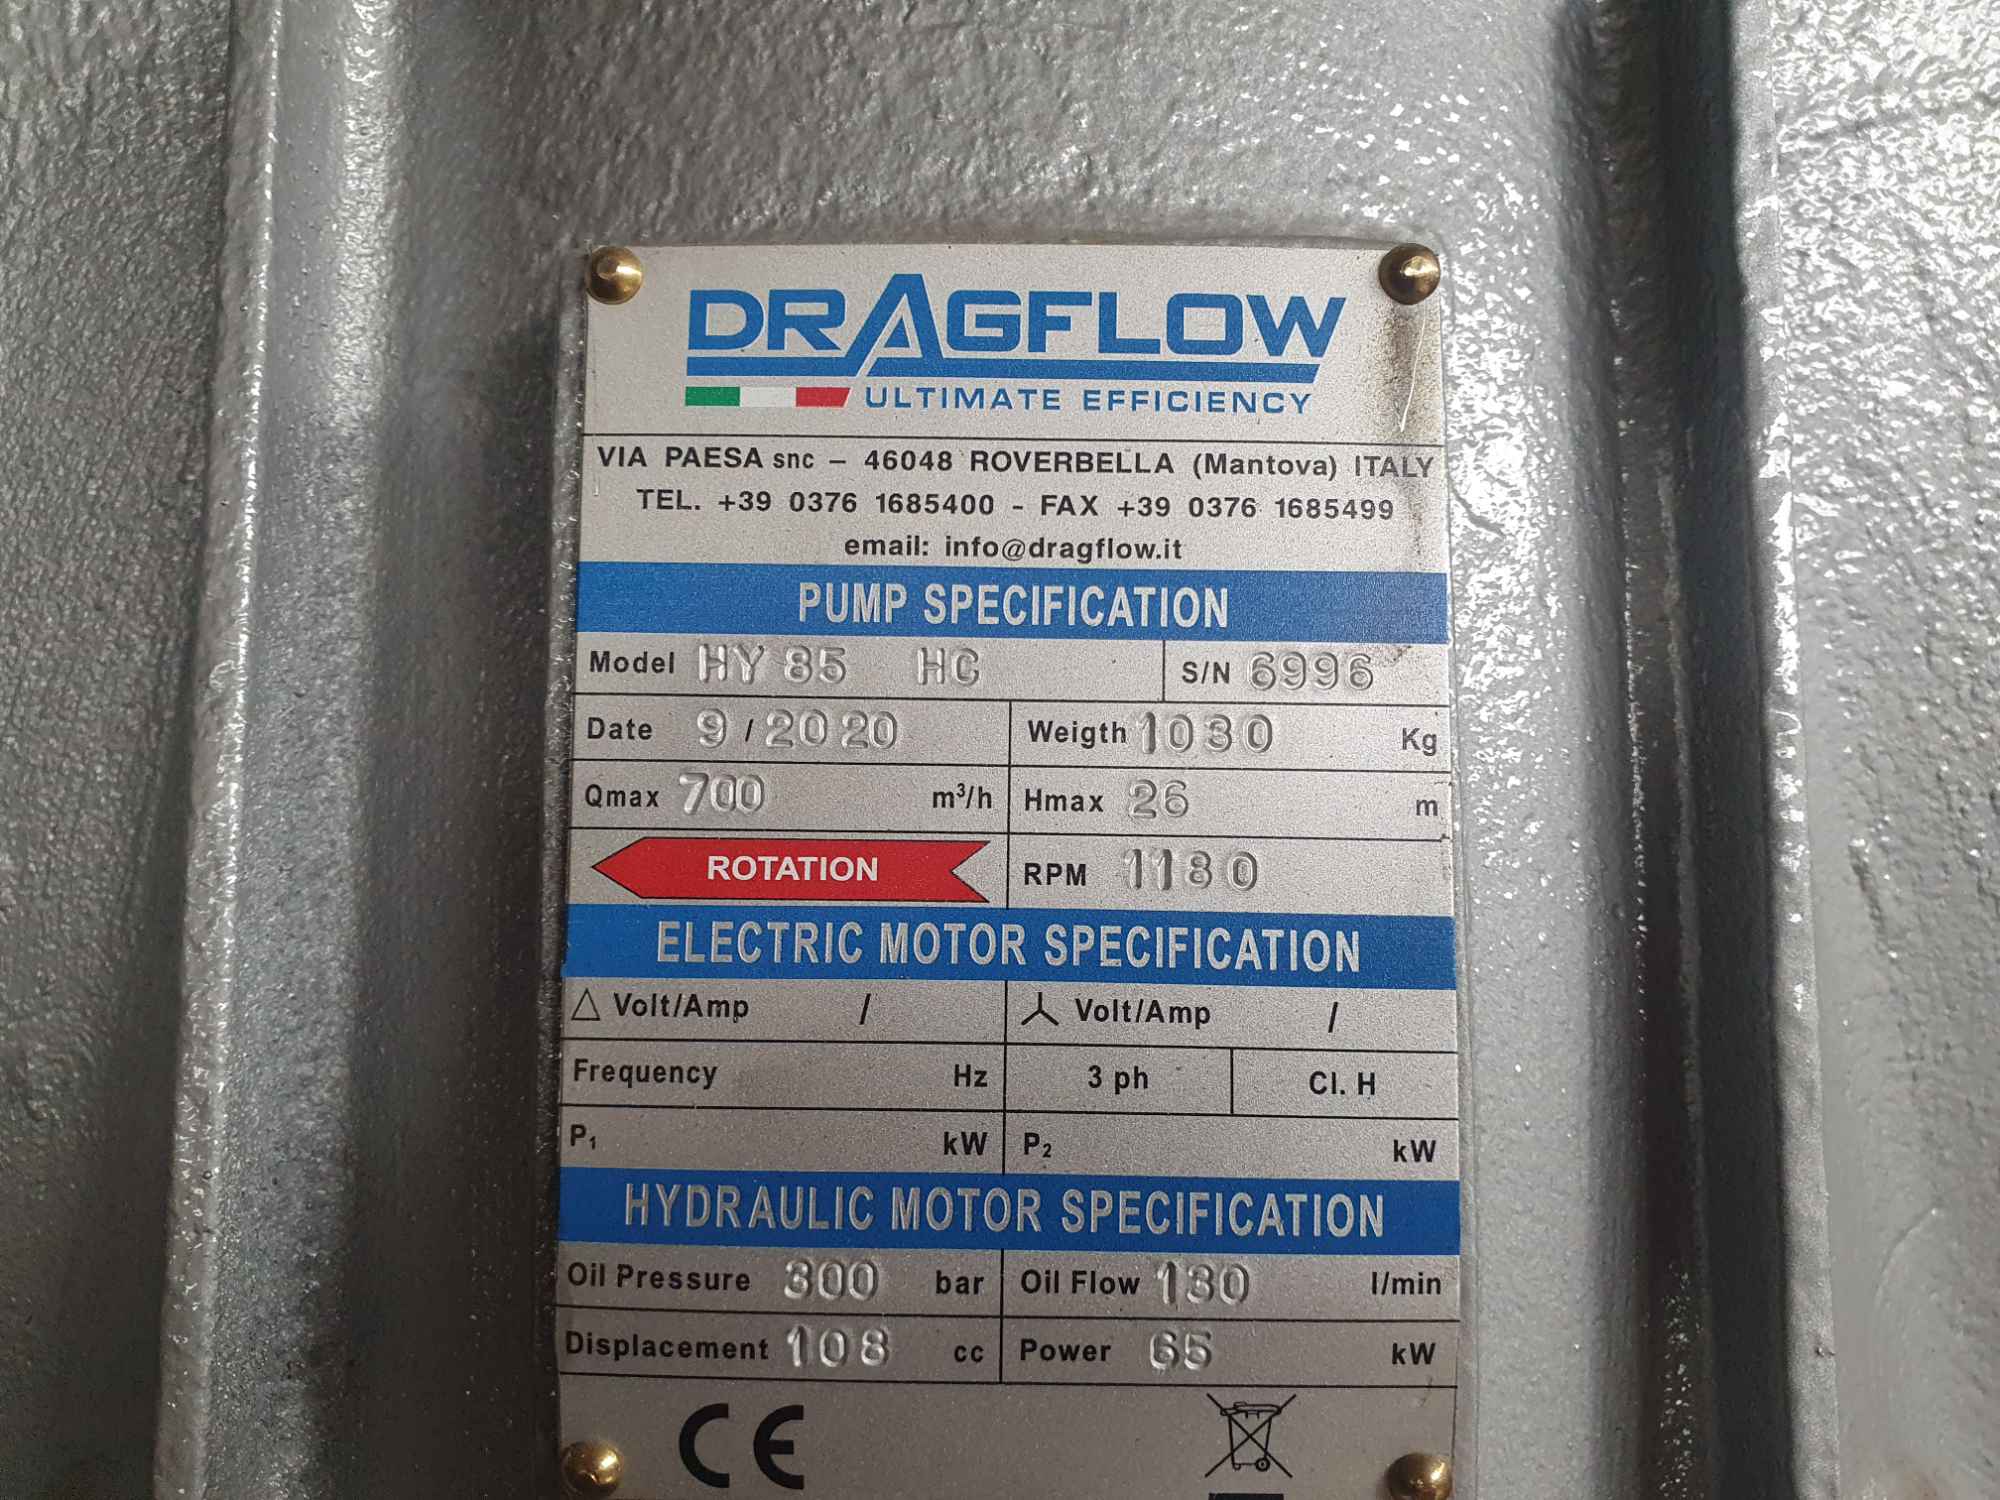 DRAGFLOW
ULTIMATE EFFICIENCY
VIA PAESA snc – 46048 ROVERBELLA (Mantova) ITALY
TEL. +39 0376 1685400 - FAX +39 0376 1685499
email: info@dragflow.it
PUMP SPECIFICATION
Model HY 85 HC S/N 6996
Date 9 / 2020 Weigth 1030 Kg
Qmax 700 m³/h Hmax 26 m
ROTATION RPM 1180
ELECTRIC MOTOR SPECIFICATION
△ Volt/Amp / Volt/Amp /
Frequency Hz 3 ph Cl. H
P₁ kW P₂ kW
HYDRAULIC MOTOR SPECIFICATION
Oil Pressure 300 bar Oil Flow 130 l/min
Displacement 108 cc Power 65 kW
CE